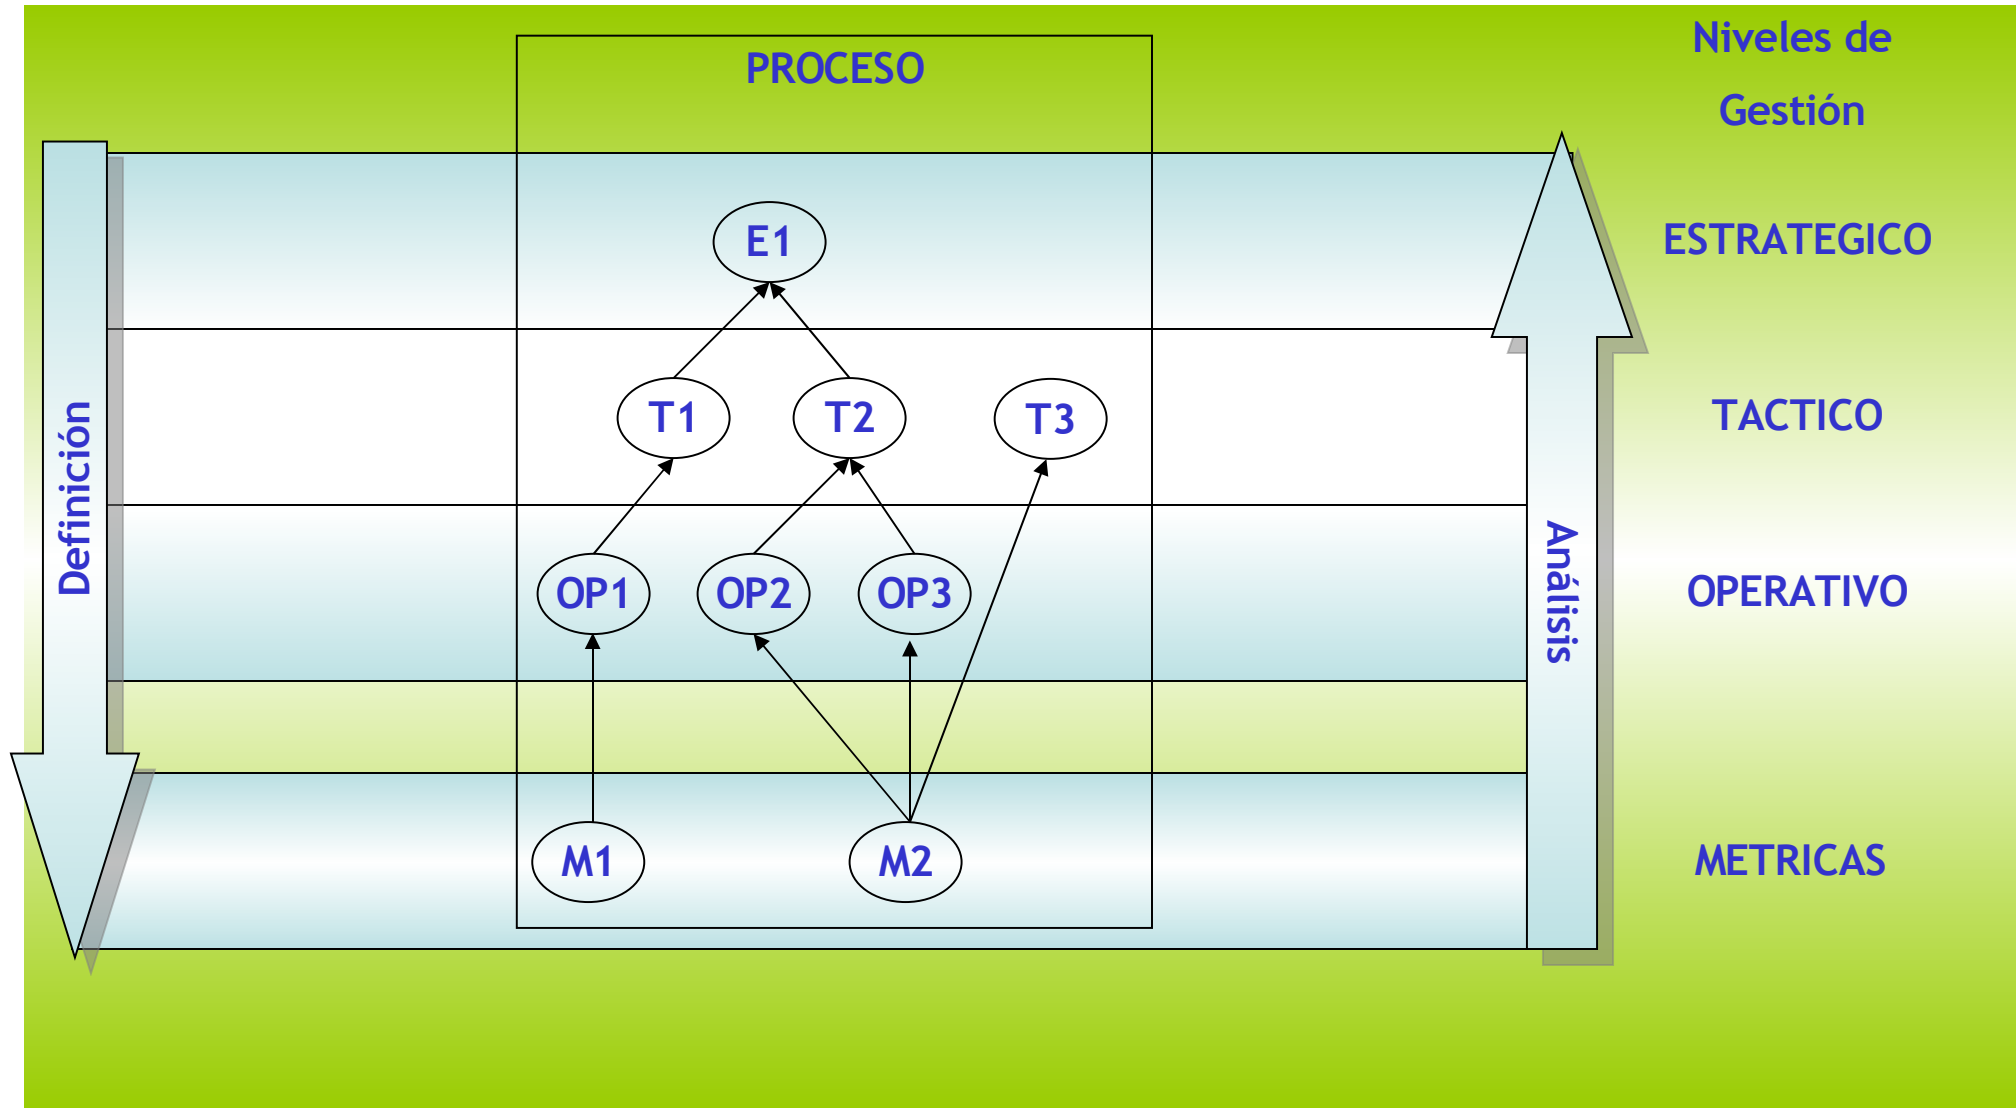 Niveles de
Gestión
PROCESO
E1
ESTRATEGICO
T1
T2
T3
TACTICO
Definición
Análisis
OP1
OP2
OP3
OPERATIVO
M1
M2
METRICAS